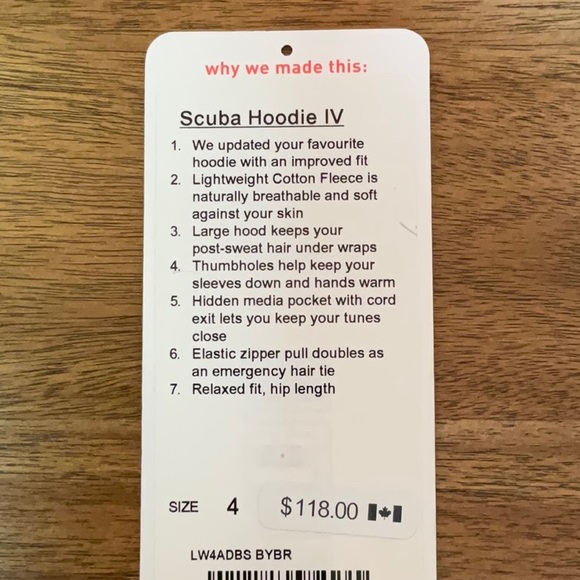 why we made this:
Scuba Hoodie IV
1. We updated your favourite
hoodie with an improved fit
2. Lightweight Cotton Fleece is
naturally breathable and soft
against your skin
3. Large hood keeps your
post-sweat hair under wraps
4. Thumbholes help keep your
sleeves down and hands warm
5. Hidden media pocket with cord
exit lets you keep your tunes
close
6. Elastic zipper pull doubles as
an emergency hair tie
7. Relaxed fit, hip length
SIZE 4 $118.00
LW4ADBS BYBR